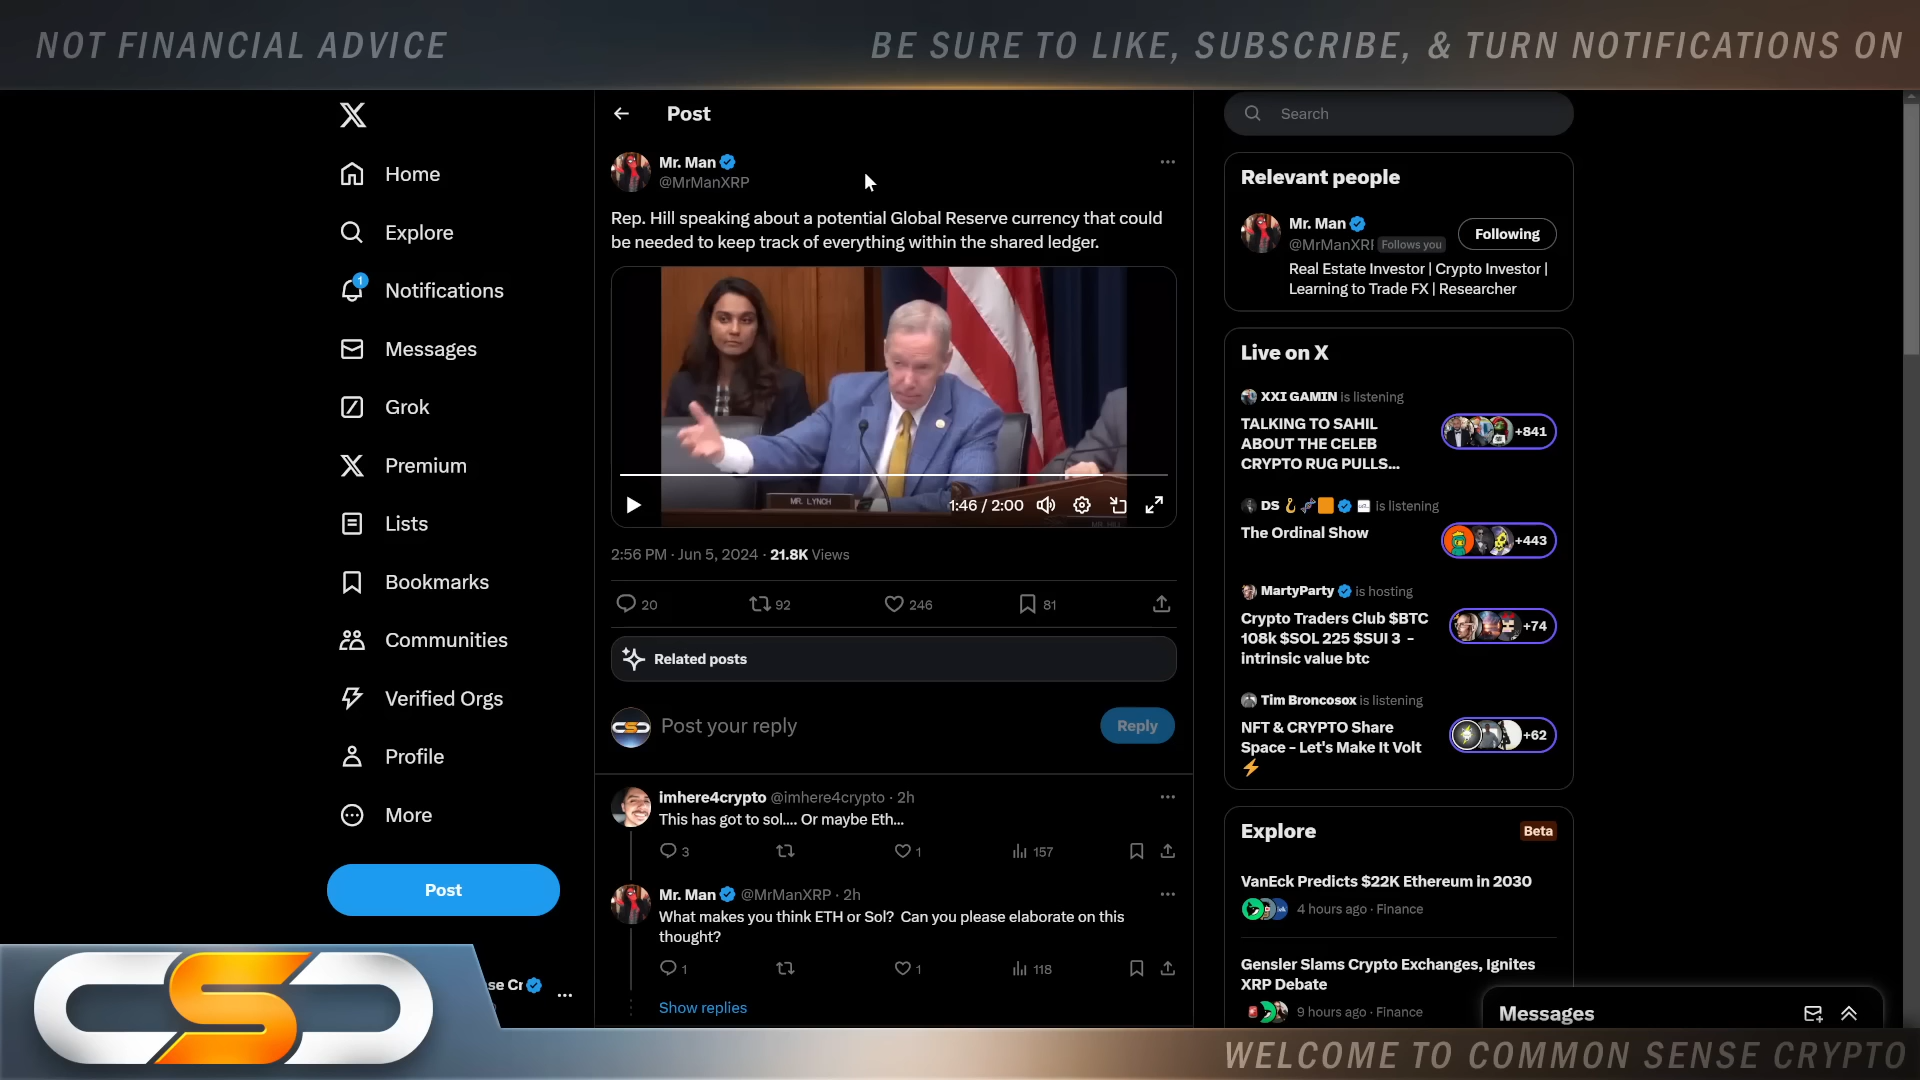 NOT FINANCIAL ADVICE
BE SURE TO LIKE, SUBSCRIBE, & TURN NOTIFICATIONS ON
Home
Explore
1
Notifications
Messages
Grok
Premium
Lists
Bookmarks
Communities
Verified Orgs
Profile
More
Post
se Cr
Post
Mr. Man
@MrManXRP
Rep. Hill speaking about a potential Global Reserve currency that could
be needed to keep track of everything within the shared ledger.
MR. LYNCH
MR. HILL
1:46 / 2:00
2:56 PM · Jun 5, 2024 · 21.8K Views
20
92
246
81
Related posts
Post your reply
Reply
imhere4crypto @imhere4crypto · 2h
This has got to sol.... Or maybe Eth...
3
1
157
Mr. Man @MrManXRP · 2h
What makes you think ETH or Sol? Can you please elaborate on this
thought?
1
1
118
Show replies
Search
Relevant people
Mr. Man
@MrManXRP Follows you
Following
Real Estate Investor | Crypto Investor |
Learning to Trade FX | Researcher
Live on X
XXI GAMIN is listening
TALKING TO SAHIL
ABOUT THE CELEB
CRYPTO RUG PULLS...
+841
DS is listening
The Ordinal Show
+443
MartyParty is hosting
Crypto Traders Club $BTC
108k $SOL 225 $SUI 3 -
intrinsic value btc
+74
Tim Broncosox is listening
NFT & CRYPTO Share
Space - Let's Make It Volt
⚡
+62
Explore
Beta
VanEck Predicts $22K Ethereum in 2030
4 hours ago · Finance
Gensler Slams Crypto Exchanges, Ignites
XRP Debate
9 hours ago · Finance
Messages
CSC
WELCOME TO COMMON SENSE CRYPTO